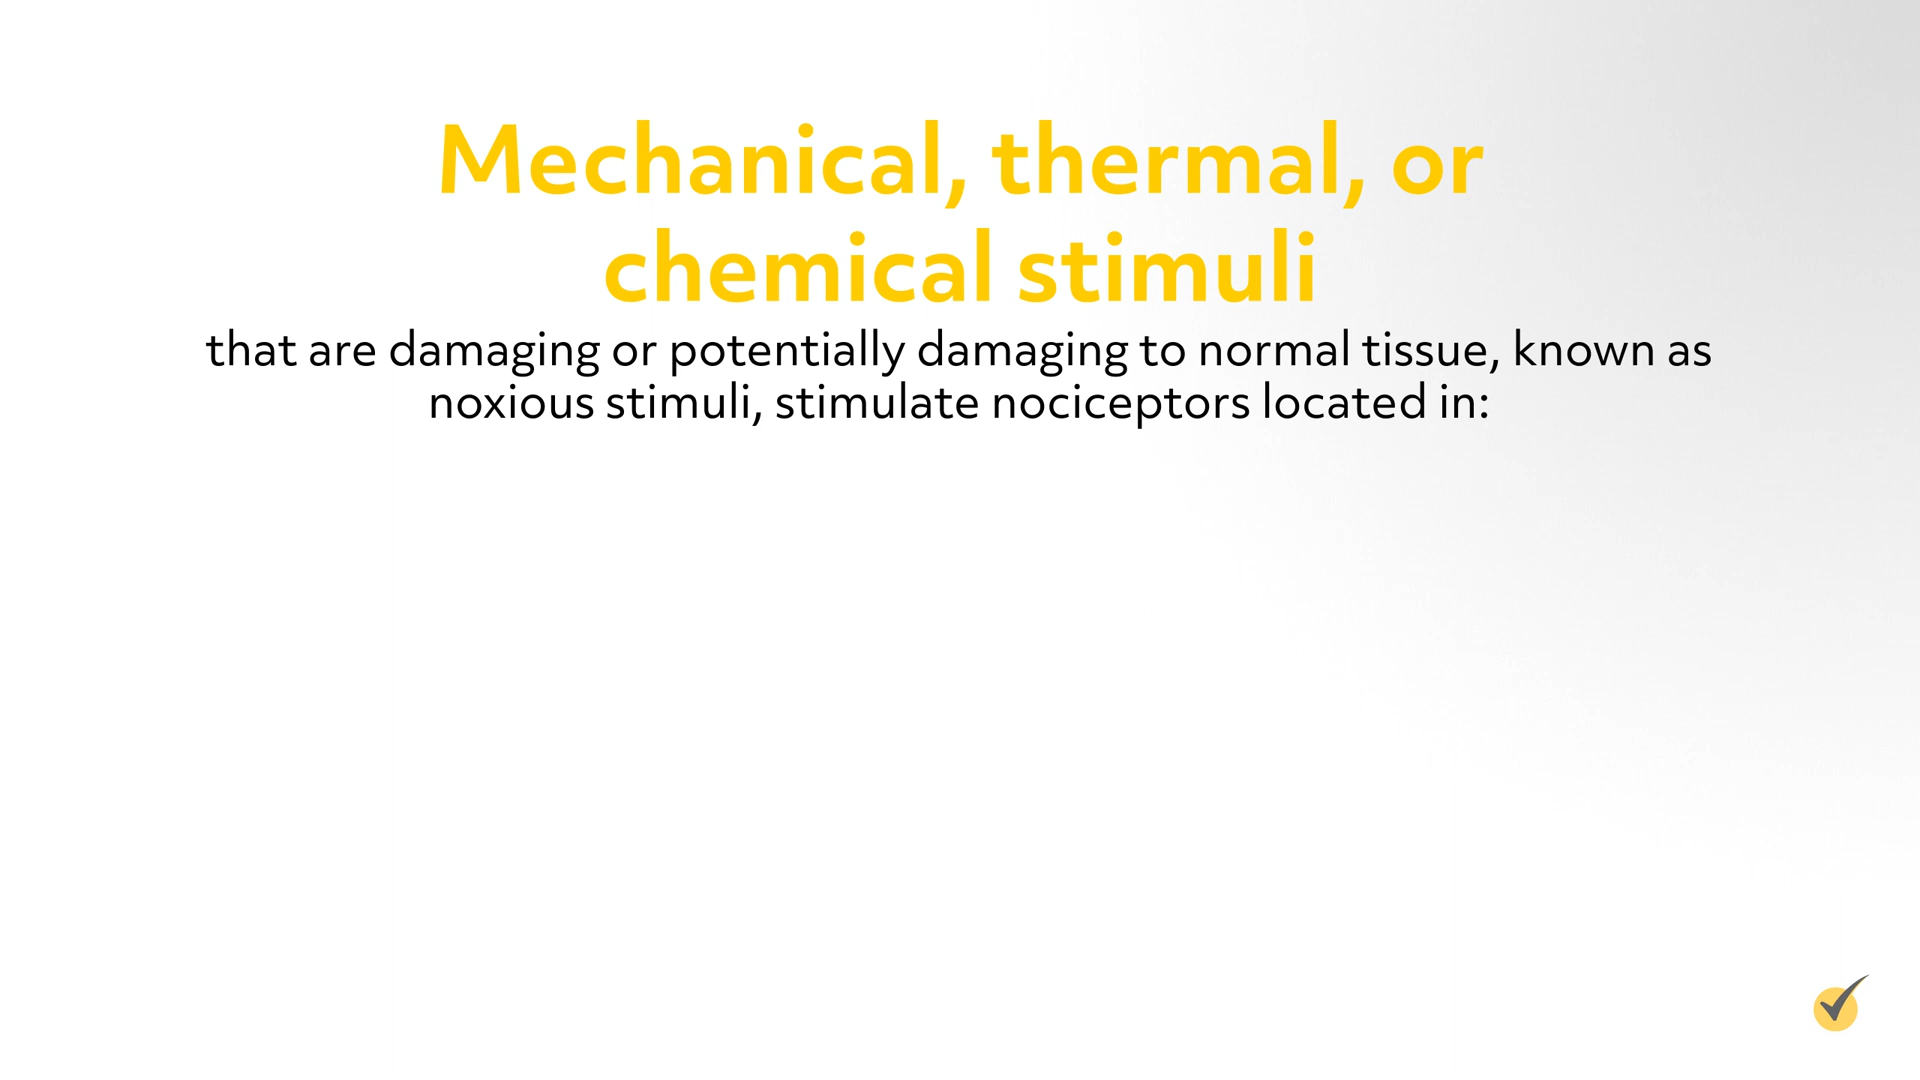 Mechanical, thermal, or
chemical stimuli
that are damaging or potentially damaging to normal tissue, known as
noxious stimuli, stimulate nociceptors located in: